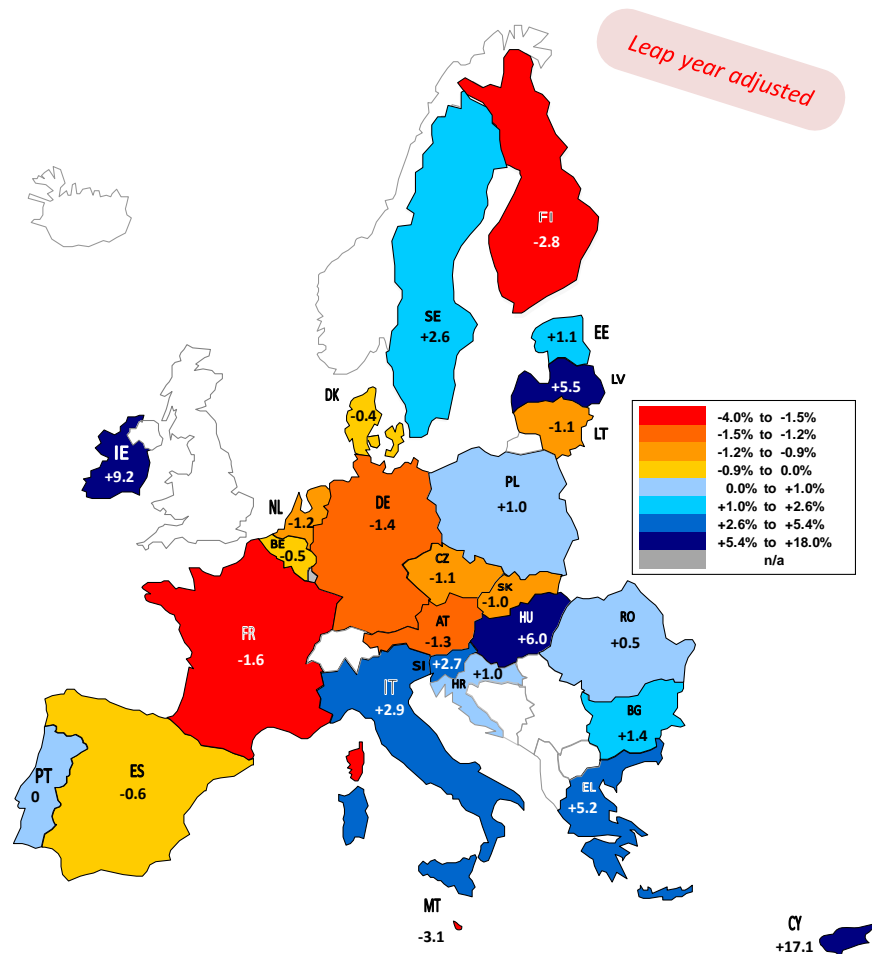 Leap year adjusted
FI
-2.8
SE
+2.6
+1.1 EE
LV
+5.5
DK
-0.4
-1.1
LT
IE
+9.2
-4.0% to -1.5%
-1.5% to -1.2%
-1.2% to -0.9%
-0.9% to 0.0%
0.0% to +1.0%
+1.0% to +2.6%
+2.6% to +5.4%
+5.4% to +18.0%
n/a
NL
-1.2
DE
-1.4
PL
+1.0
BE
-0.5
CZ
-1.1
SK
-1.0
FR
-1.6
AT
-1.3
HU
+6.0
RO
+0.5
SI +2.7
HR
+1.0
IT
+2.9
BG
+1.4
PT
0
ES
-0.6
EL
+5.2
MT
-3.1
CY
+17.1